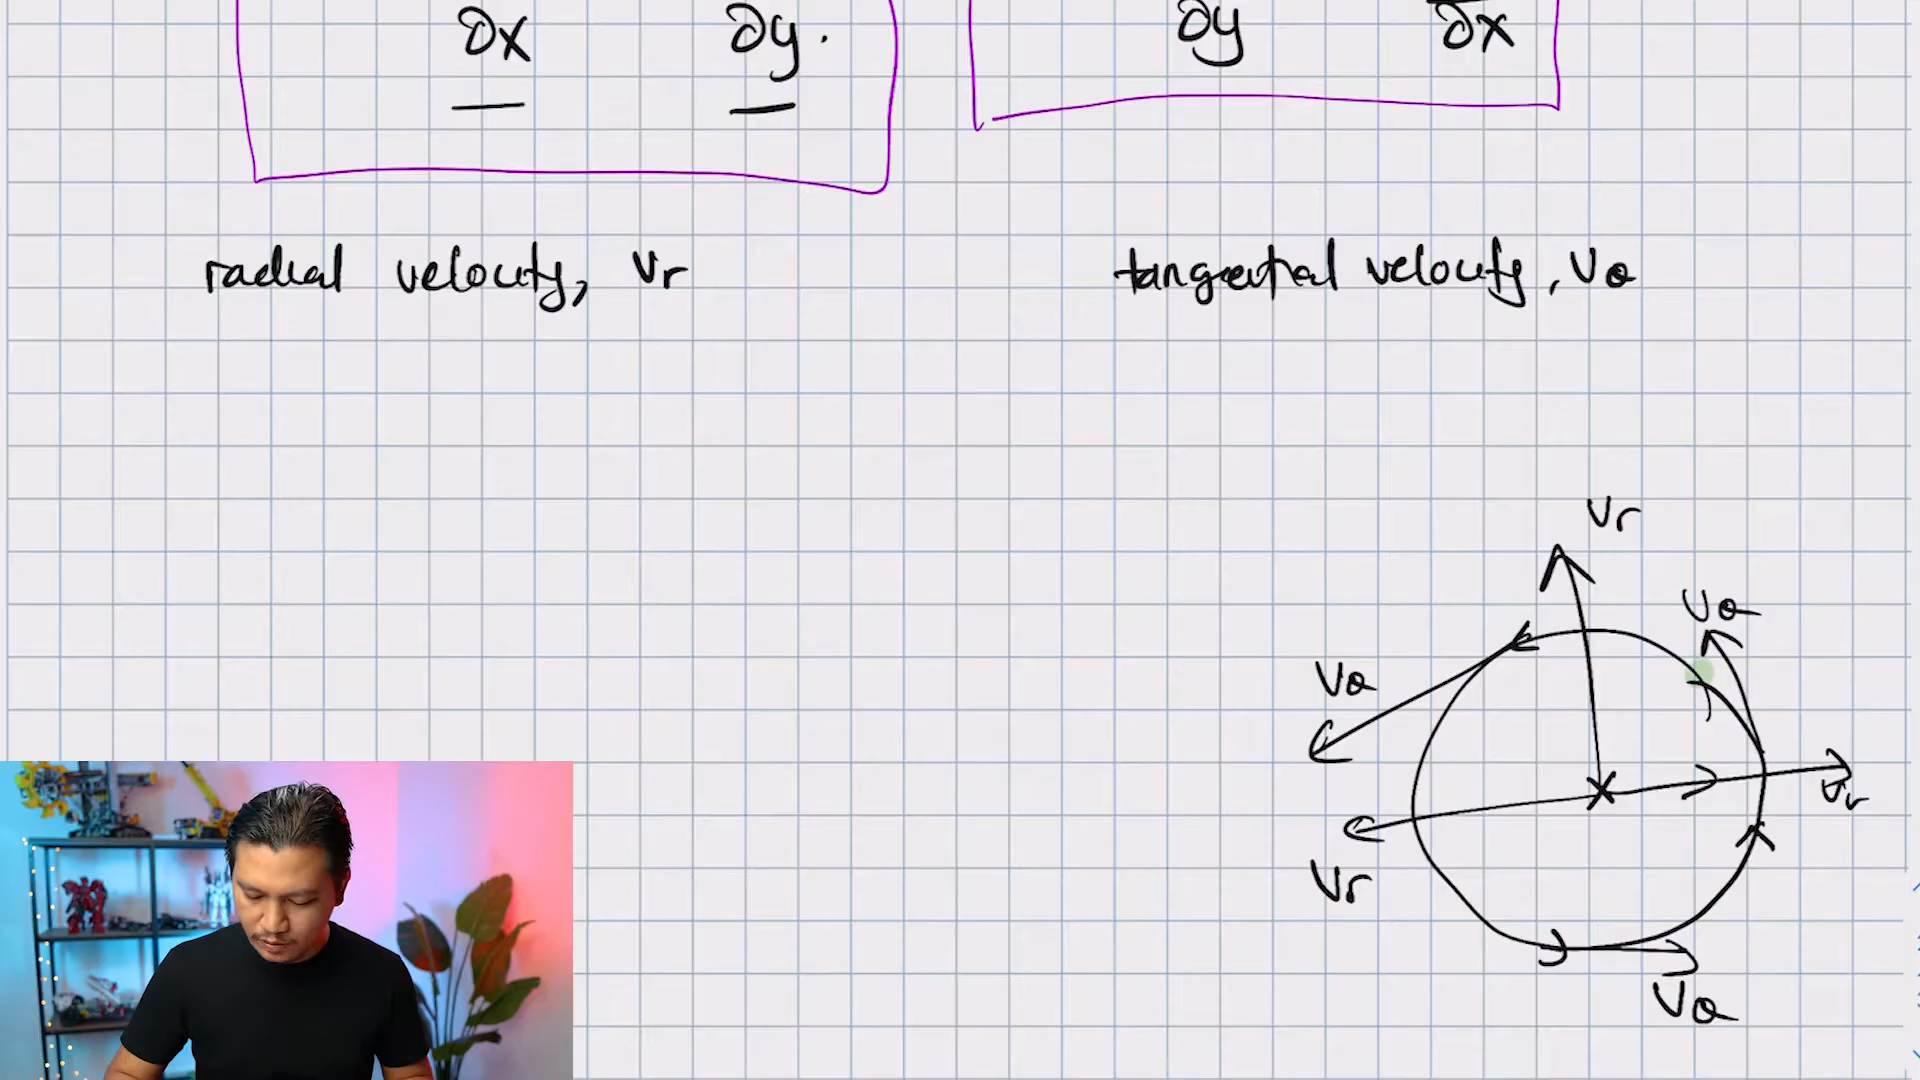 ∂x ∂y. ∂y ∂x
radial velocity, Vr
tangential velocity, Vθ
Vr
Vθ
Vθ
Vr
Vr
Vθ